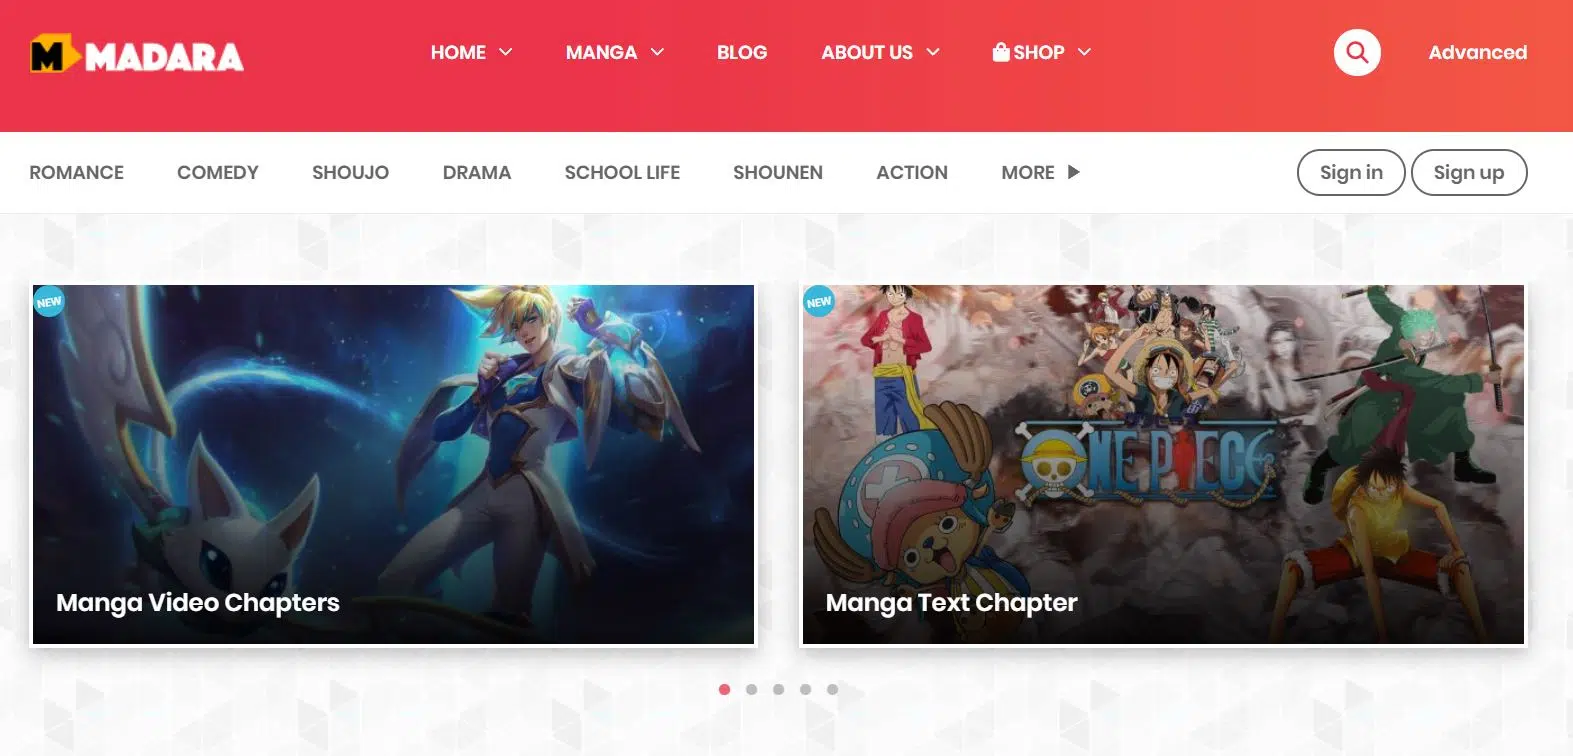 M MADARA
HOME MANGA BLOG ABOUT US SHOP Advanced
ROMANCE COMEDY SHOUJO DRAMA SCHOOL LIFE SHOUNEN ACTION MORE Sign in Sign up
NEW
Manga Video Chapters
NEW
ONE PIECE
Manga Text Chapter